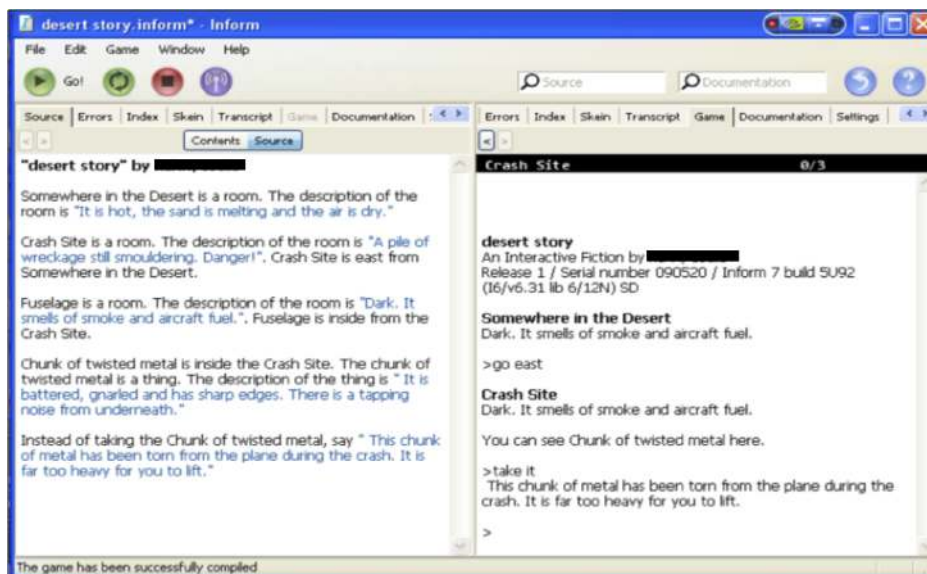 desert story.inform* - Inform
File Edit Game Window Help
Go!
Source
Documentation
Source Errors Index Skein Transcript Game Documentation
Contents Source
"desert story" by
Somewhere in the Desert is a room. The description of the
room is "It is hot, the sand is melting and the air is dry."
Crash Site is a room. The description of the room is "A pile of
wreckage still smouldering. Danger!". Crash Site is east from
Somewhere in the Desert.
Fuselage is a room. The description of the room is "Dark. It
smells of smoke and aircraft fuel.". Fuselage is inside from the
Crash Site.
Chunk of twisted metal is inside the Crash Site. The chunk of
twisted metal is a thing. The description of the thing is " It is
battered, gnarled and has sharp edges. There is a tapping
noise from underneath."
Instead of taking the Chunk of twisted metal, say " This chunk
of metal has been torn from the plane during the crash. It is
far too heavy for you to lift."
Errors Index Skein Transcript Game Documentation Settings
Crash Site 0/3
desert story
An Interactive Fiction by
Release 1 / Serial number 090520 / Inform 7 build 5U92
(I6/v6.31 lib 6/12N) SD
Somewhere in the Desert
Dark. It smells of smoke and aircraft fuel.
>go east
Crash Site
Dark. It smells of smoke and aircraft fuel.
You can see Chunk of twisted metal here.
>take it
This chunk of metal has been torn from the plane during the
crash. It is far too heavy for you to lift.
>
The game has been successfully compiled